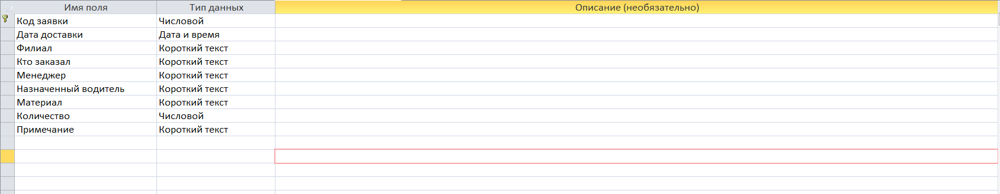 Имя поля Тип данных Описание (необязательно)
Код заявки Числовой
Дата доставки Дата и время
Филиал Короткий текст
Кто заказал Короткий текст
Менеджер Короткий текст
Назначенный водитель Короткий текст
Материал Короткий текст
Количество Числовой
Примечание Короткий текст